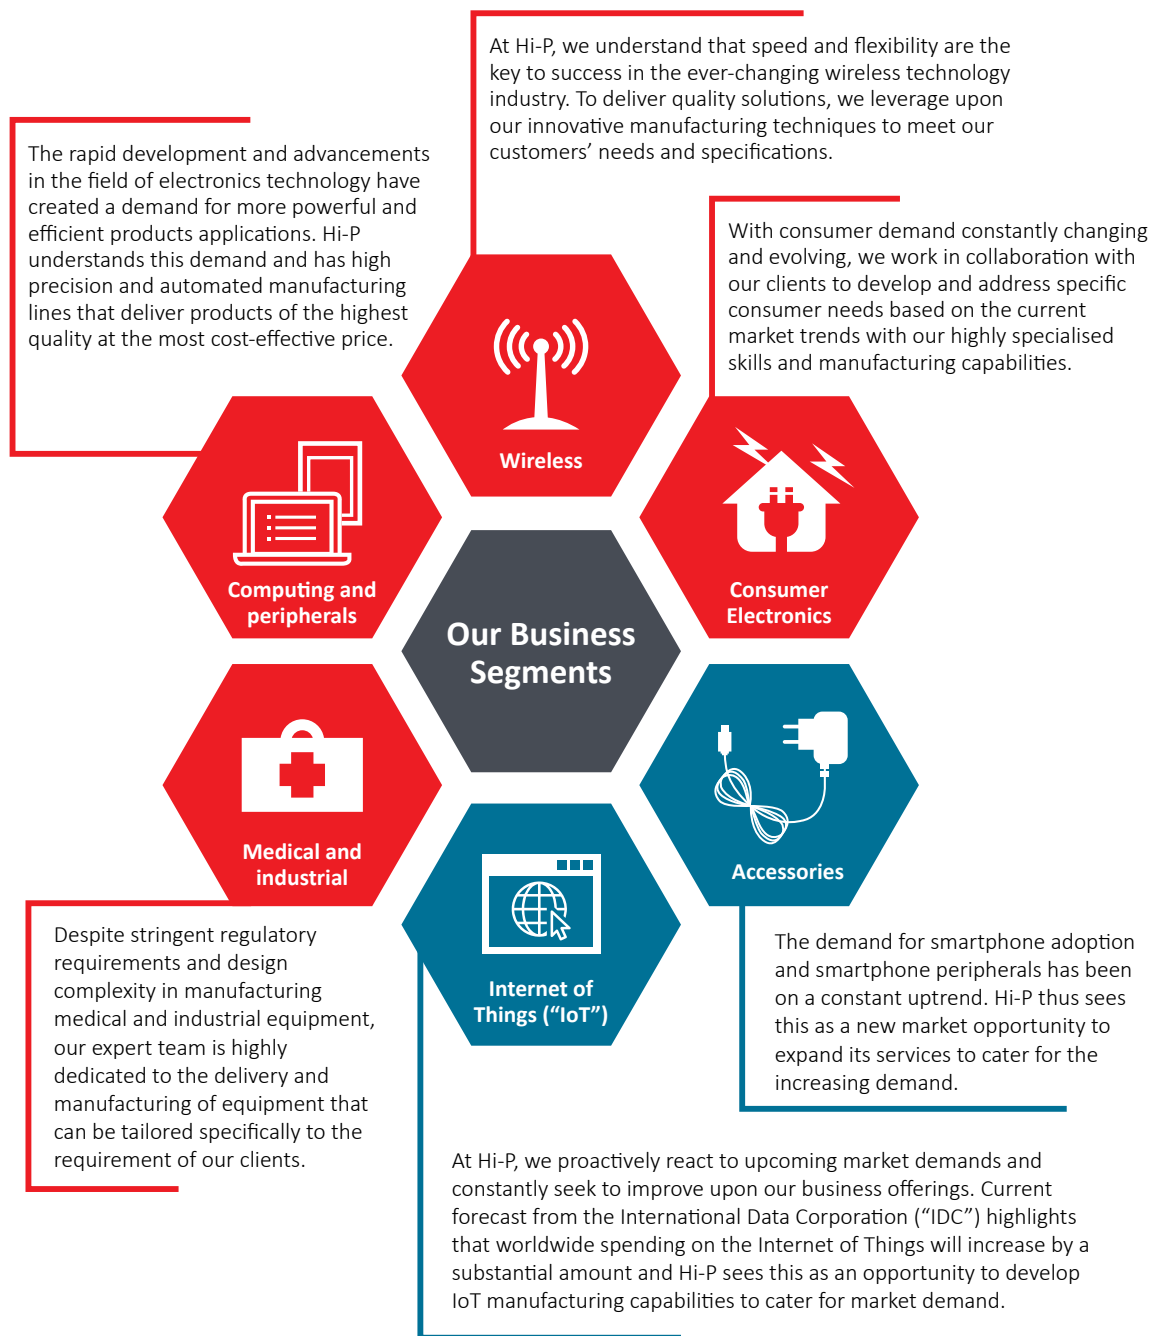 At Hi-P, we understand that speed and flexibility are the
key to success in the ever-changing wireless technology
industry. To deliver quality solutions, we leverage upon
our innovative manufacturing techniques to meet our
customers’ needs and specifications.
The rapid development and advancements
in the field of electronics technology have
created a demand for more powerful and
efficient products applications. Hi-P
understands this demand and has high
precision and automated manufacturing
lines that deliver products of the highest
quality at the most cost-effective price.
With consumer demand constantly changing
and evolving, we work in collaboration with
our clients to develop and address specific
consumer needs based on the current
market trends with our highly specialised
skills and manufacturing capabilities.
Wireless
Computing and
peripherals
Consumer
Electronics
Our Business
Segments
Medical and
industrial
Accessories
Internet of
Things (“IoT”)
Despite stringent regulatory
requirements and design
complexity in manufacturing
medical and industrial equipment,
our expert team is highly
dedicated to the delivery and
manufacturing of equipment that
can be tailored specifically to the
requirement of our clients.
The demand for smartphone adoption
and smartphone peripherals has been
on a constant uptrend. Hi-P thus sees
this as a new market opportunity to
expand its services to cater for the
increasing demand.
At Hi-P, we proactively react to upcoming market demands and
constantly seek to improve upon our business offerings. Current
forecast from the International Data Corporation (“IDC”) highlights
that worldwide spending on the Internet of Things will increase by a
substantial amount and Hi-P sees this as an opportunity to develop
IoT manufacturing capabilities to cater for market demand.